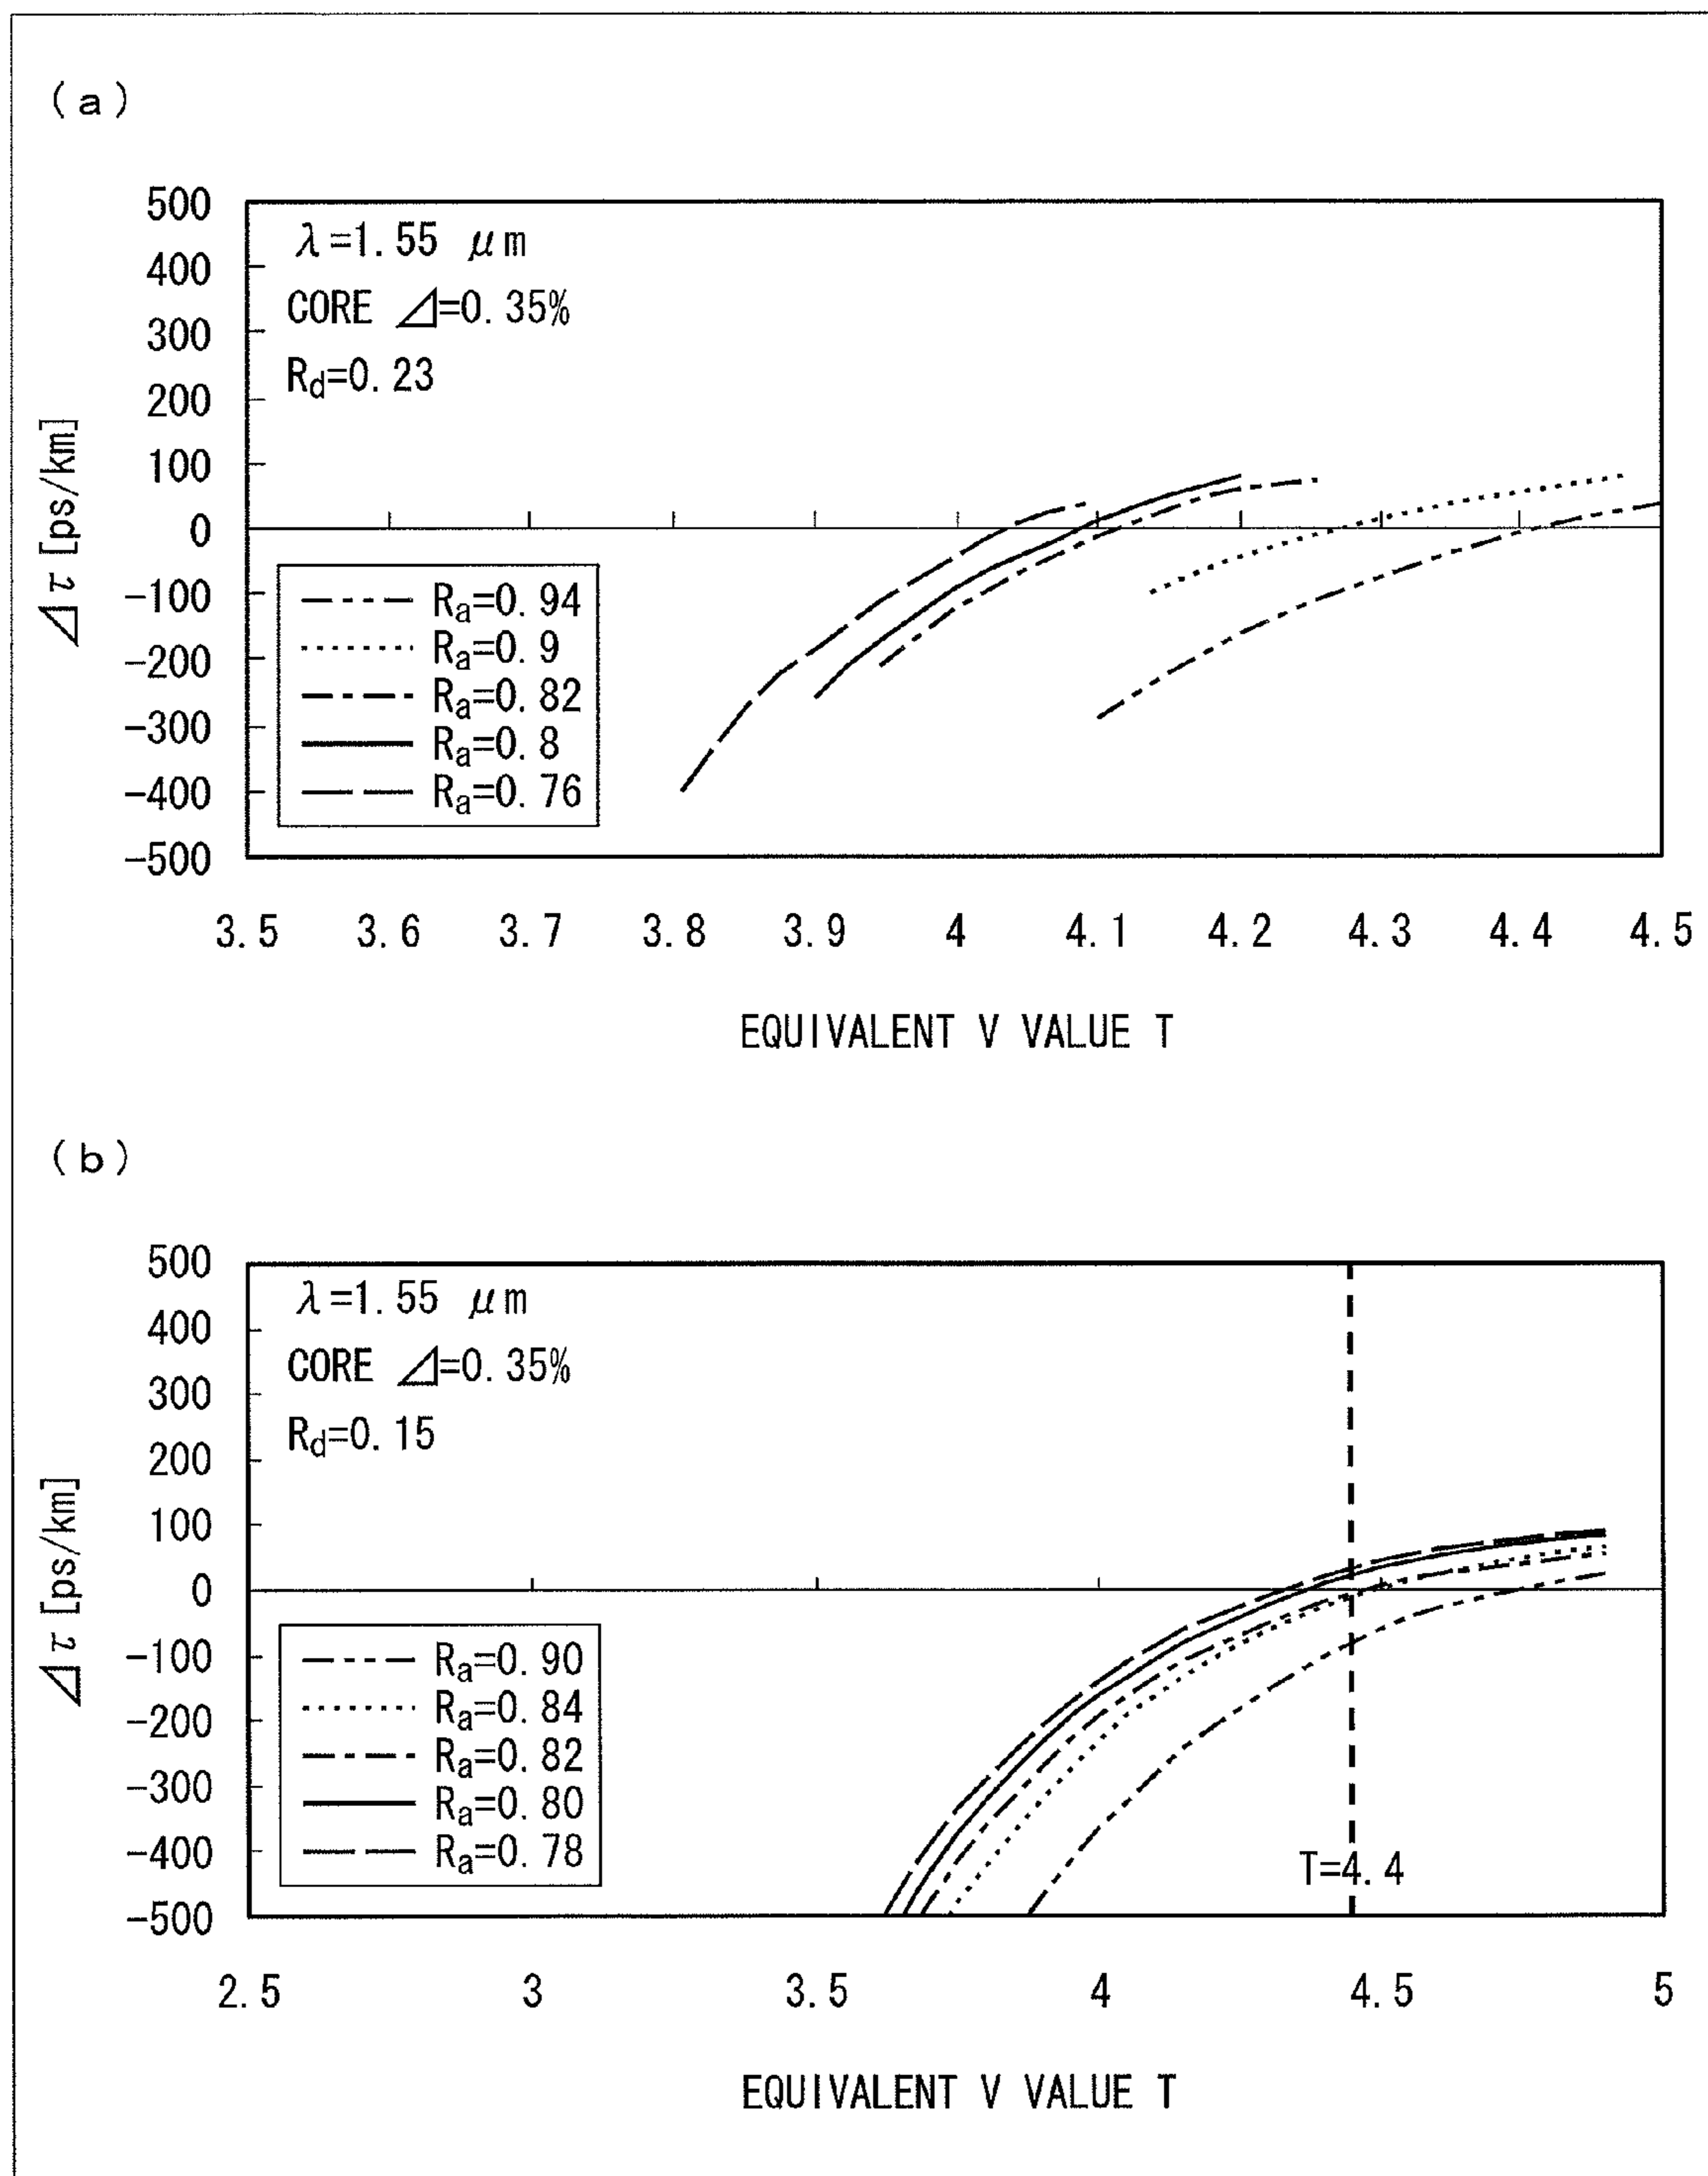 (a)
500
400
300
200
100
0
-100
-200
-300
-400
-500
Δτ [ps/km]
λ=1.55 μm
CORE Δ=0.35%
Rd=0.23
Ra=0.94
Ra=0.9
Ra=0.82
Ra=0.8
Ra=0.76
3.5 3.6 3.7 3.8 3.9 4 4.1 4.2 4.3 4.4 4.5
EQUIVALENT V VALUE T
(b)
500
400
300
200
100
0
-100
-200
-300
-400
-500
Δτ [ps/km]
λ=1.55 μm
CORE Δ=0.35%
Rd=0.15
Ra=0.90
Ra=0.84
Ra=0.82
Ra=0.80
Ra=0.78
T=4.4
2.5 3 3.5 4 4.5 5
EQUIVALENT V VALUE T